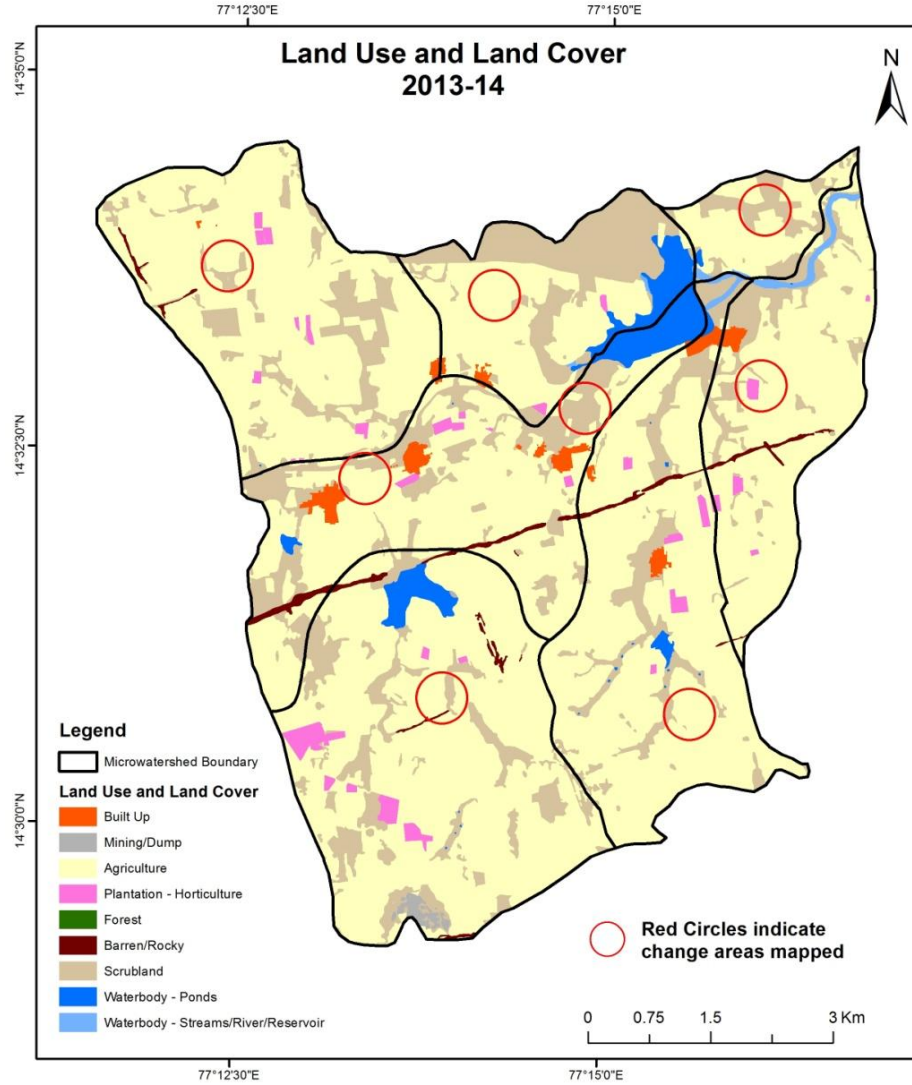 77°12'30"E
77°15'0"E
Land Use and Land Cover
2013-14
N
14°35'0"N
14°32'30"N
14°30'0"N
Legend
Microwatershed Boundary
Land Use and Land Cover
Built Up
Mining/Dump
Agriculture
Plantation - Horticulture
Forest
Barren/Rocky
Scrubland
Waterbody - Ponds
Waterbody - Streams/River/Reservoir
Red Circles indicate
change areas mapped
0 0.75 1.5 3 Km
77°12'30"E
77°15'0"E